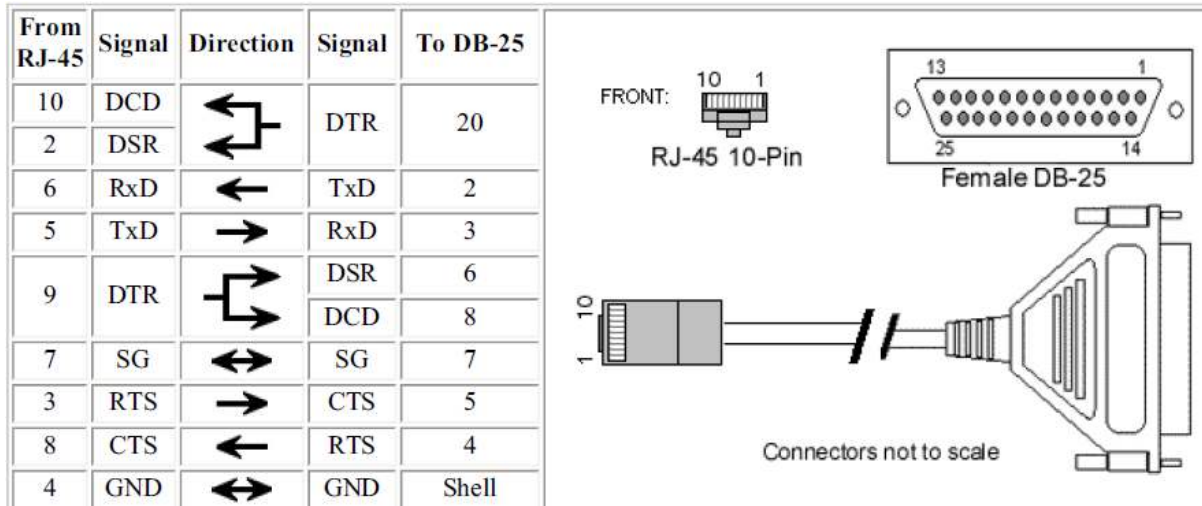 From RJ-45 Signal Direction Signal To DB-25
10 DCD DTR 20
2 DSR
6 RxD TxD 2
5 TxD RxD 3
9 DTR DSR 6
DCD 8
7 SG SG 7
3 RTS CTS 5
8 CTS RTS 4
4 GND GND Shell
FRONT:
10 1
RJ-45 10-Pin
13 1
25 14
Female DB-25
10
1
Connectors not to scale